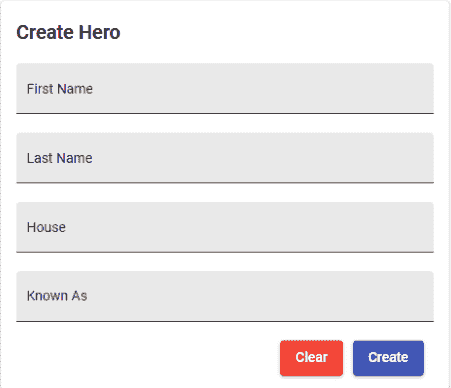 Create Hero
First Name
Last Name
House
Known As
Clear Create